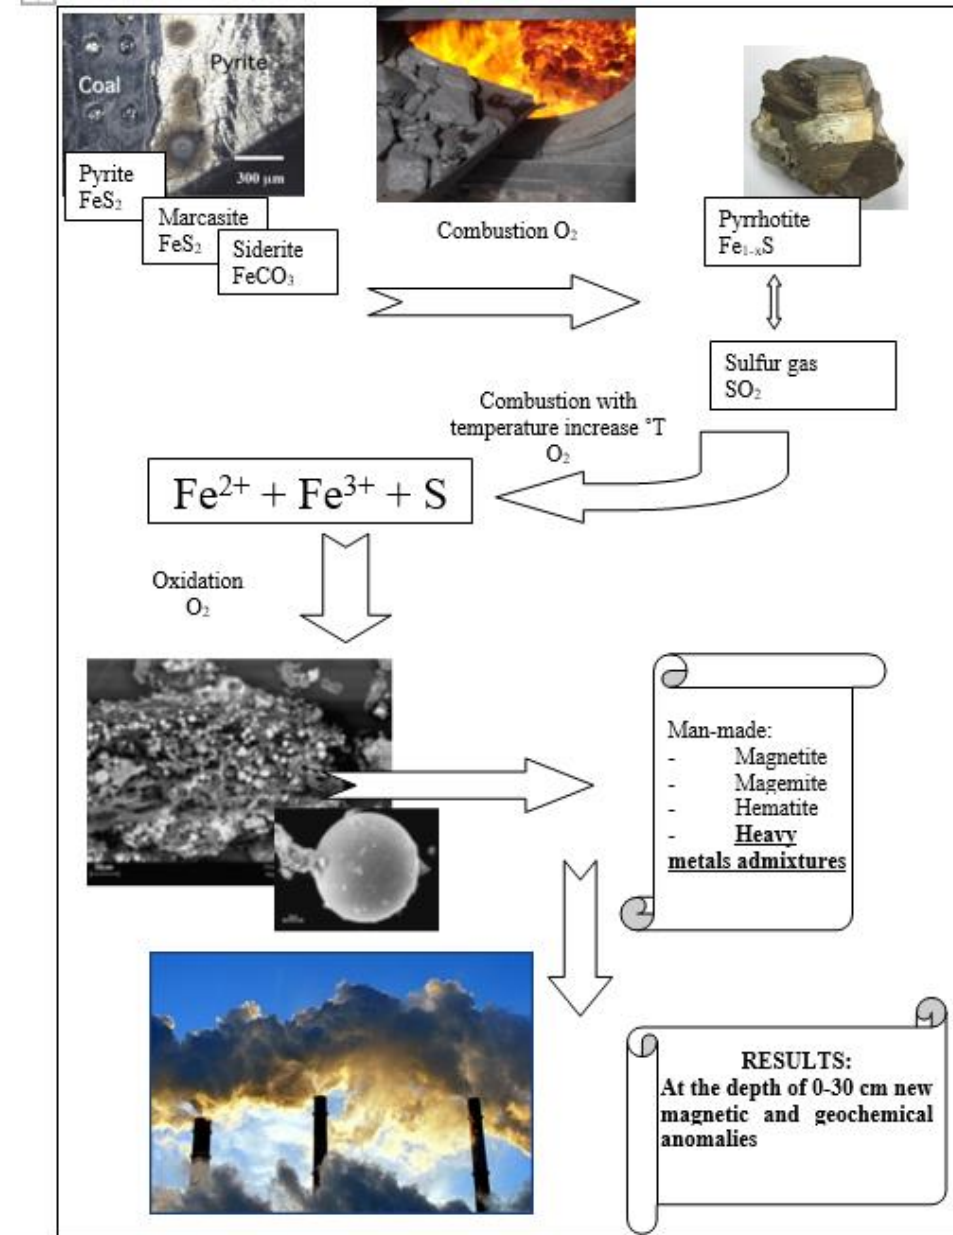 Coal
Pyrite
300 μm
Pyrite
FeS₂
Marcasite
FeS₂
Siderite
FeCO₃
Combustion O₂
Pyrrhotite
Fe₁₋ₓS
Sulfur gas
SO₂
Combustion with
temperature increase ˚T
O₂
Fe²⁺ + Fe³⁺ + S
Oxidation
O₂
Man-made:
- Magnetite
- Magemite
- Hematite
- Heavy
metals admixtures
RESULTS:
At the depth of 0-30 cm new
magnetic and geochemical
anomalies